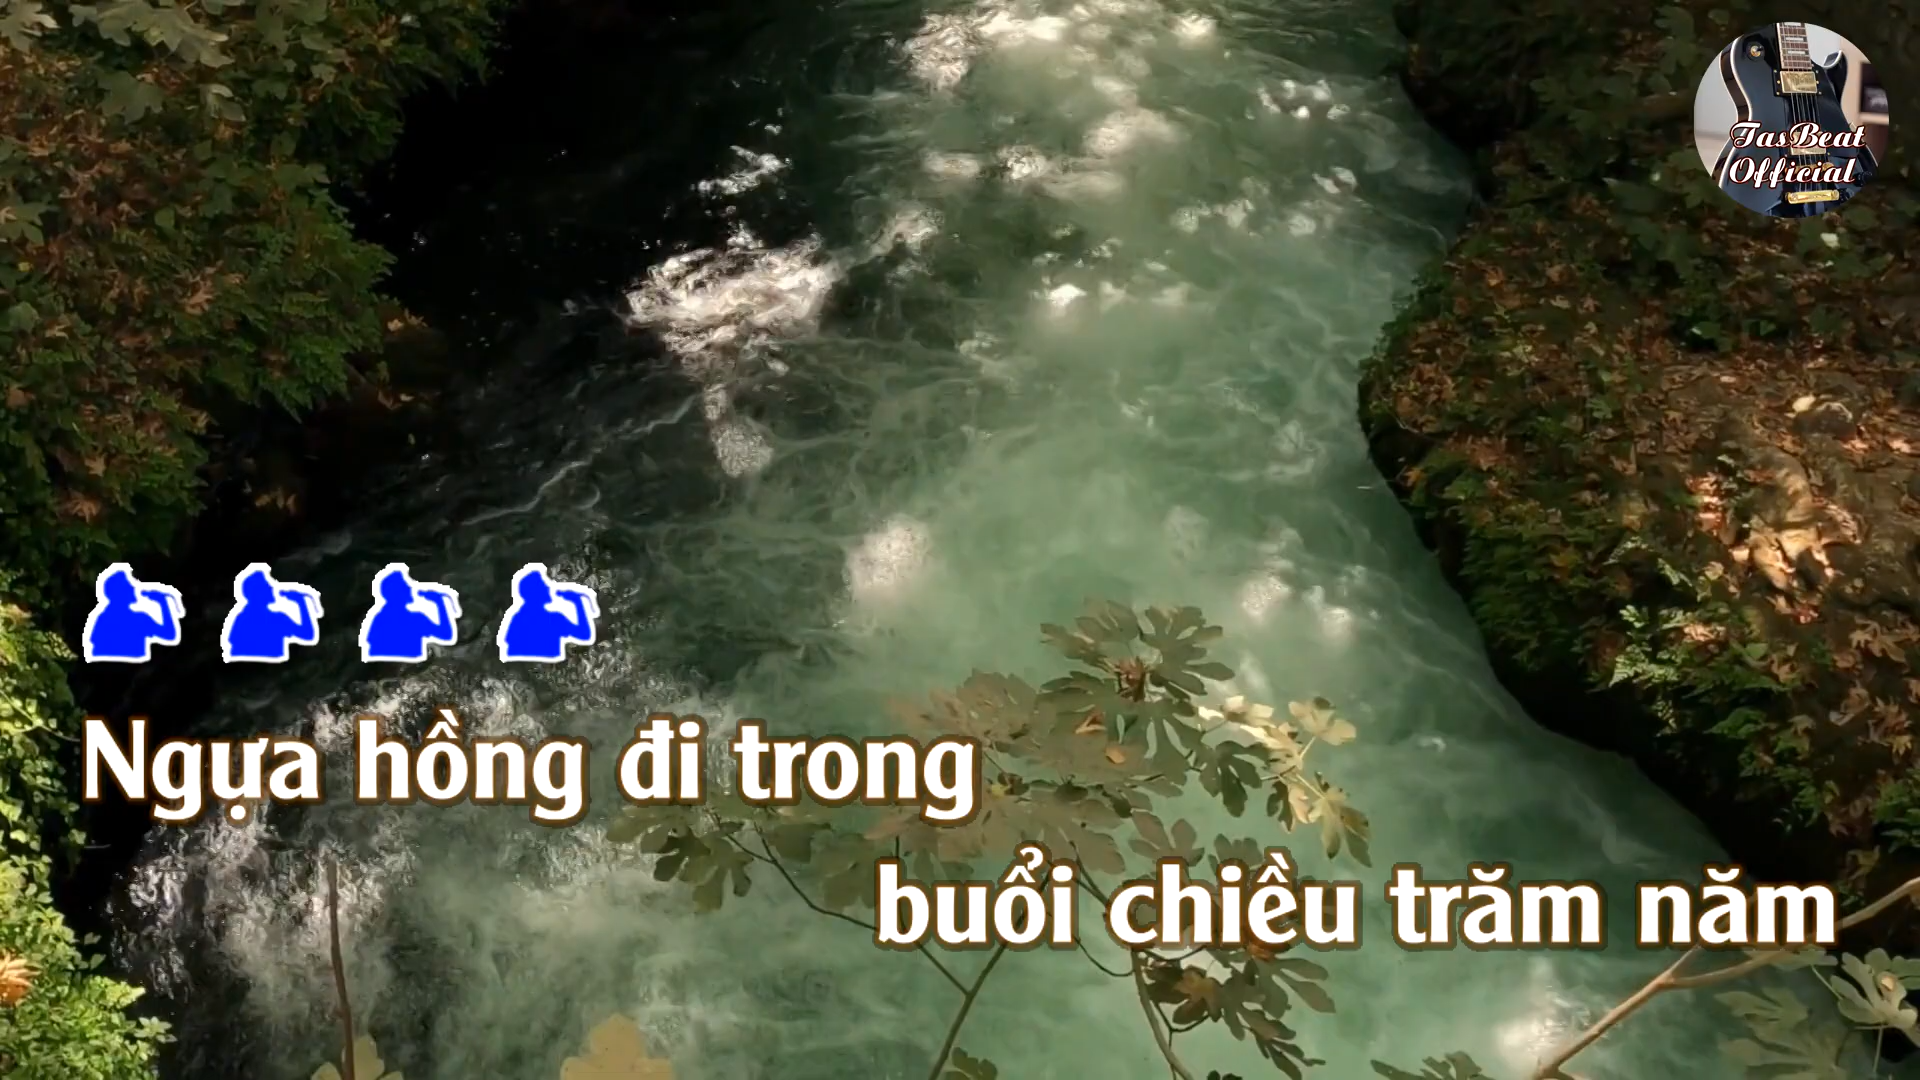 TasBeat
Official
Ngựa hồng đi trong
buổi chiều trăm năm